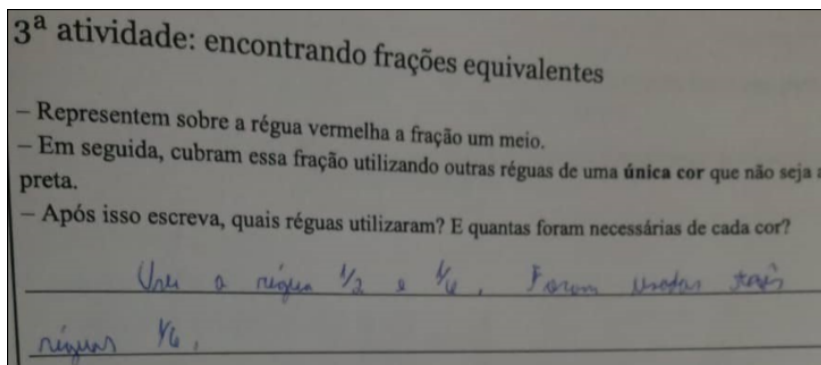 3ª atividade: encontrando frações equivalentes
– Representem sobre a régua vermelha a fração um meio.
– Em seguida, cubram essa fração utilizando outras réguas de uma única cor que não seja a
preta.
– Após isso escreva, quais réguas utilizaram? E quantas foram necessárias de cada cor?
Usei a régua 1/2 e 1/6. Foram usadas três
réguas 1/6.